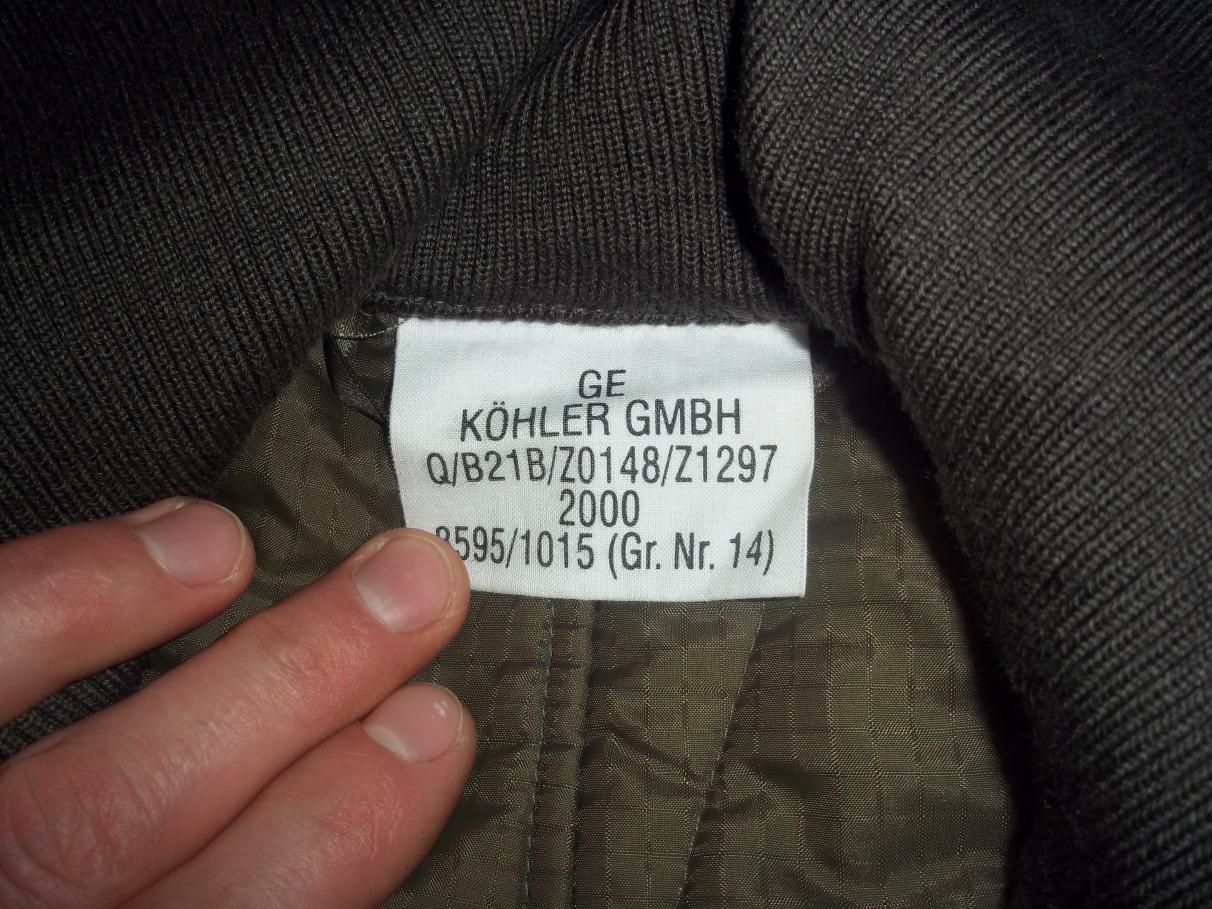 GE
KÖHLER GMBH
Q/B21B/Z0148/Z1297
2000
8595/1015 (Gr. Nr. 14)